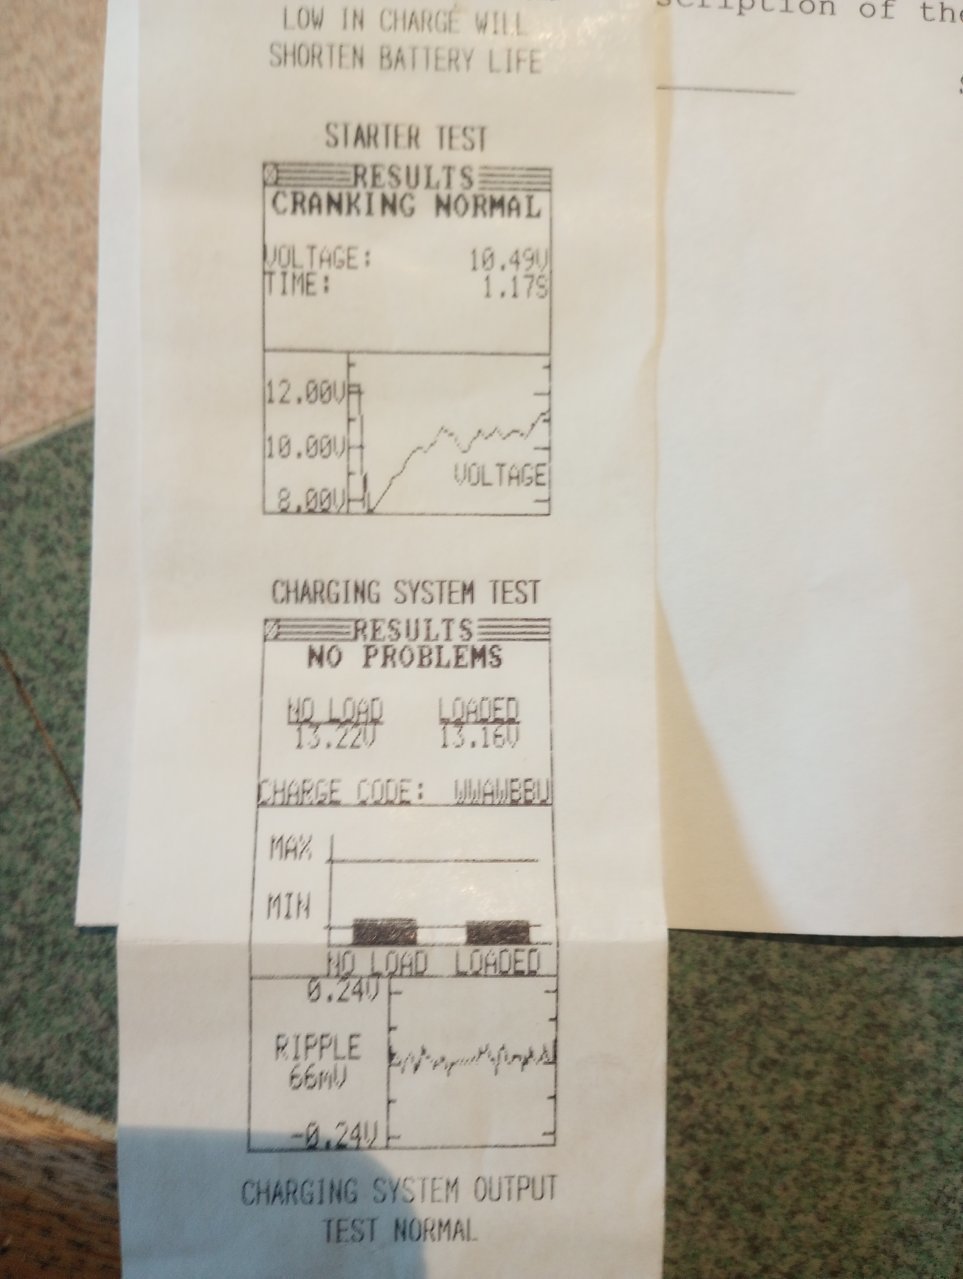 scription of the
LOW IN CHARGE WILL
SHORTEN BATTERY LIFE
STARTER TEST
RESULTS
CRANKING NORMAL
VOLTAGE: 10.49V
TIME: 1.17S
12.00V
10.00V
VOLTAGE
8.00V
CHARGING SYSTEM TEST
RESULTS
NO PROBLEMS
NO LOAD LOADED
13.22V 13.16V
CHARGE CODE: WWAWBBU
MAX
MIN
NO LOAD LOADED
0.24V
RIPPLE
66mV
-0.24V
CHARGING SYSTEM OUTPUT
TEST NORMAL